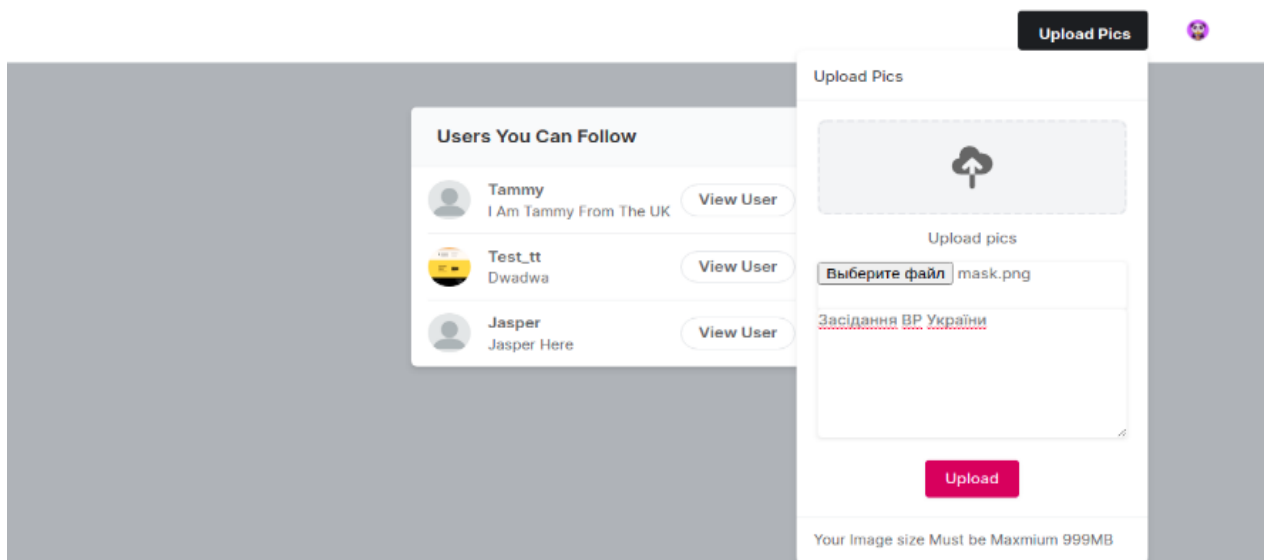 Upload Pics
Upload Pics
Users You Can Follow
Tammy
I Am Tammy From The UK
View User
Test_tt
Dwadwa
View User
Jasper
Jasper Here
View User
Upload pics
Выберите файл mask.png
Засідання ВР України
Upload
Your Image size Must be Maxmium 999MB